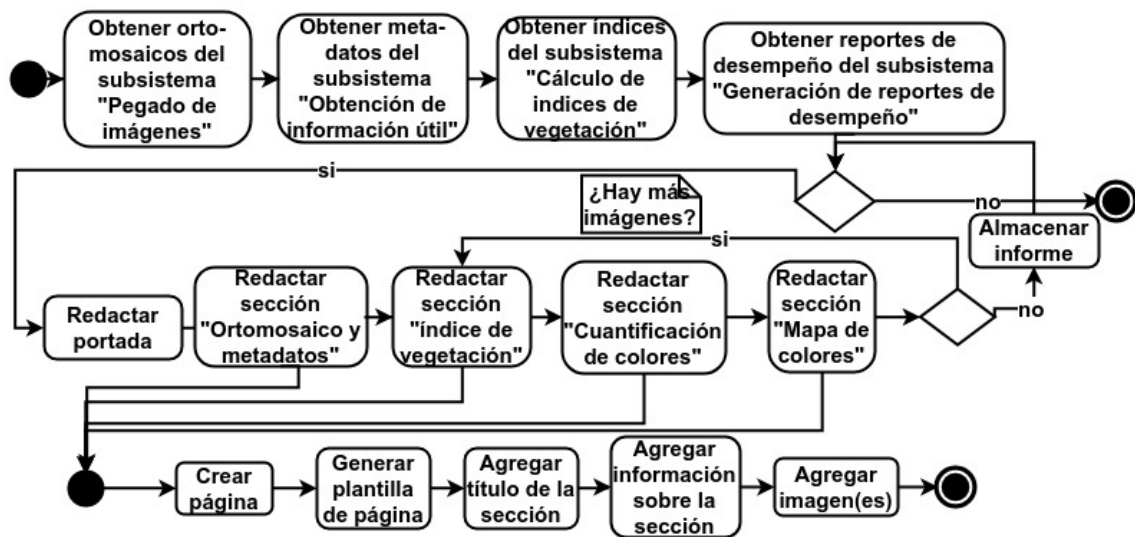 Obtener orto-
mosaicos del
subsistema
"Pegado de
imágenes"
Obtener meta-
datos del
subsistema
"Obtención de
información útil"
Obtener índices
del subsistema
"Cálculo de
indices de
vegetación"
Obtener reportes de
desempeño del subsistema
"Generación de reportes de
desempeño"
si
¿Hay más
imágenes?
no
Almacenar
informe
si
no
Redactar
portada
Redactar
sección
"Ortomosaico y
metadatos"
Redactar
sección
"índice de
vegetación"
Redactar
sección
"Cuantificación
de colores"
Redactar
sección
"Mapa de
colores"
Crear
página
Generar
plantilla
de página
Agregar
título de la
sección
Agregar
información
sobre la
sección
Agregar
imagen(es)